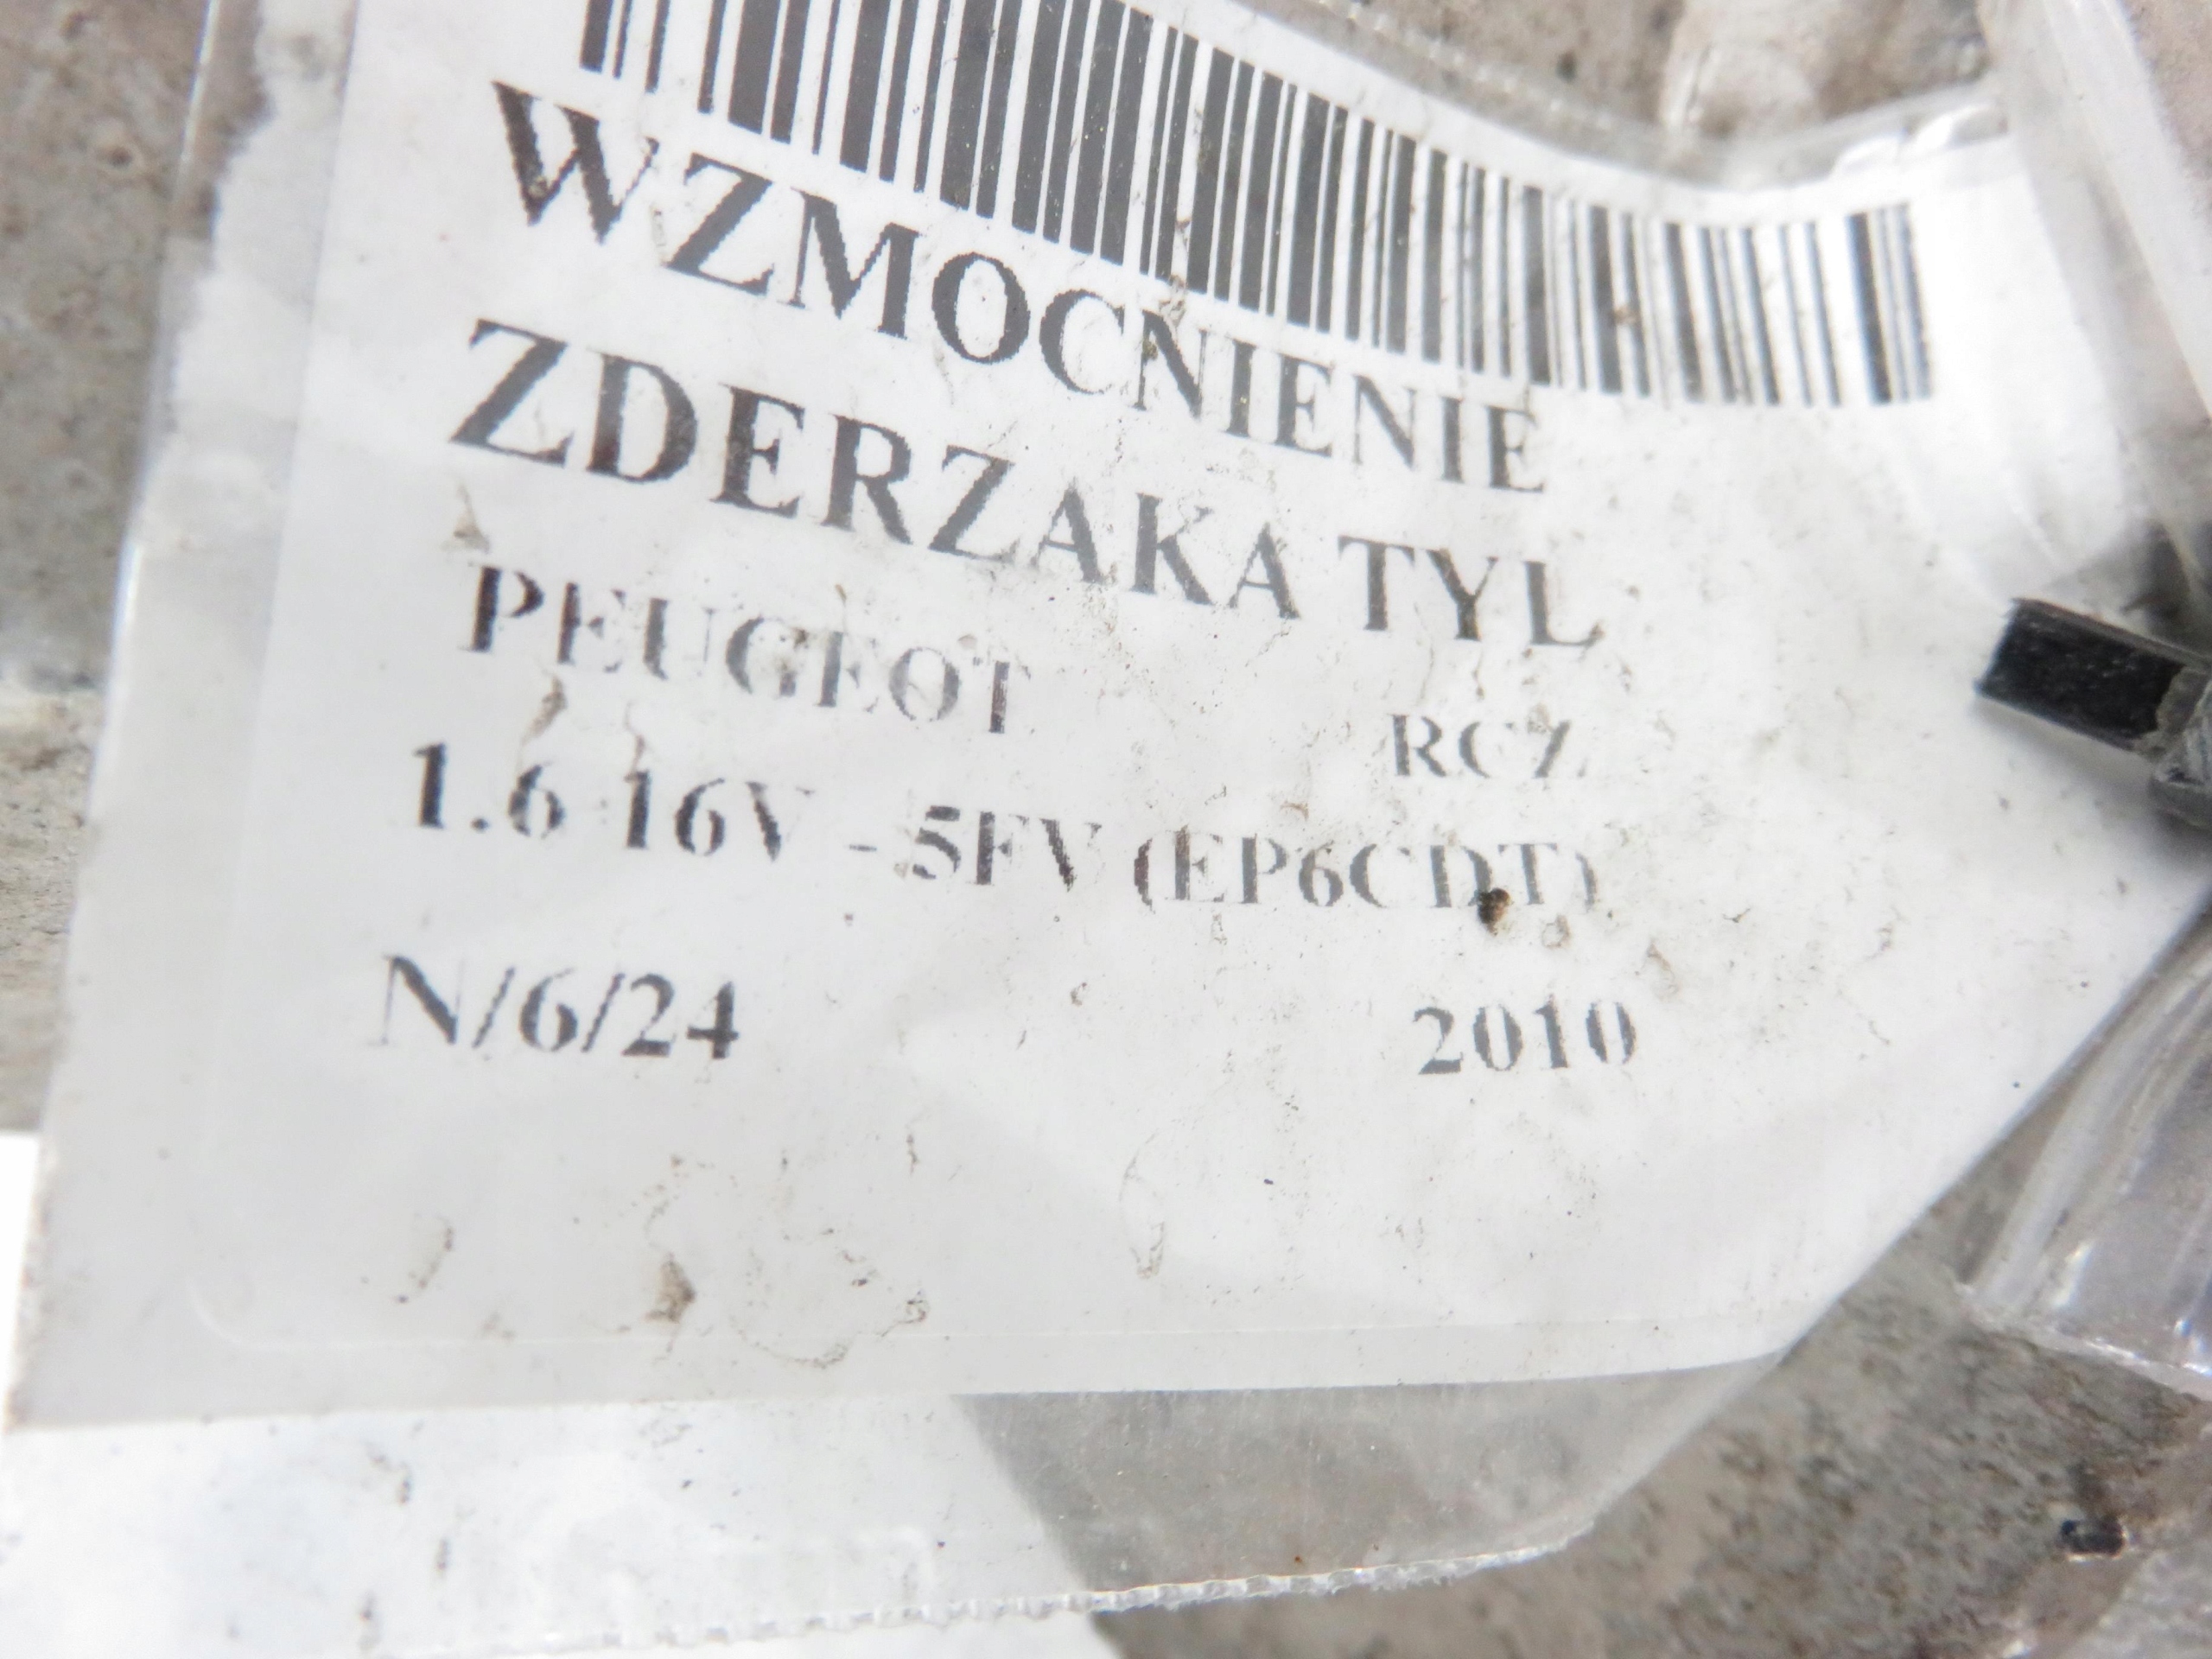 WZMOCNIENIE
ZDERZAKA TYL
PEUGEOT RCZ
1.6 16V - 5FV (EP6CDT)
N/6/24 2010